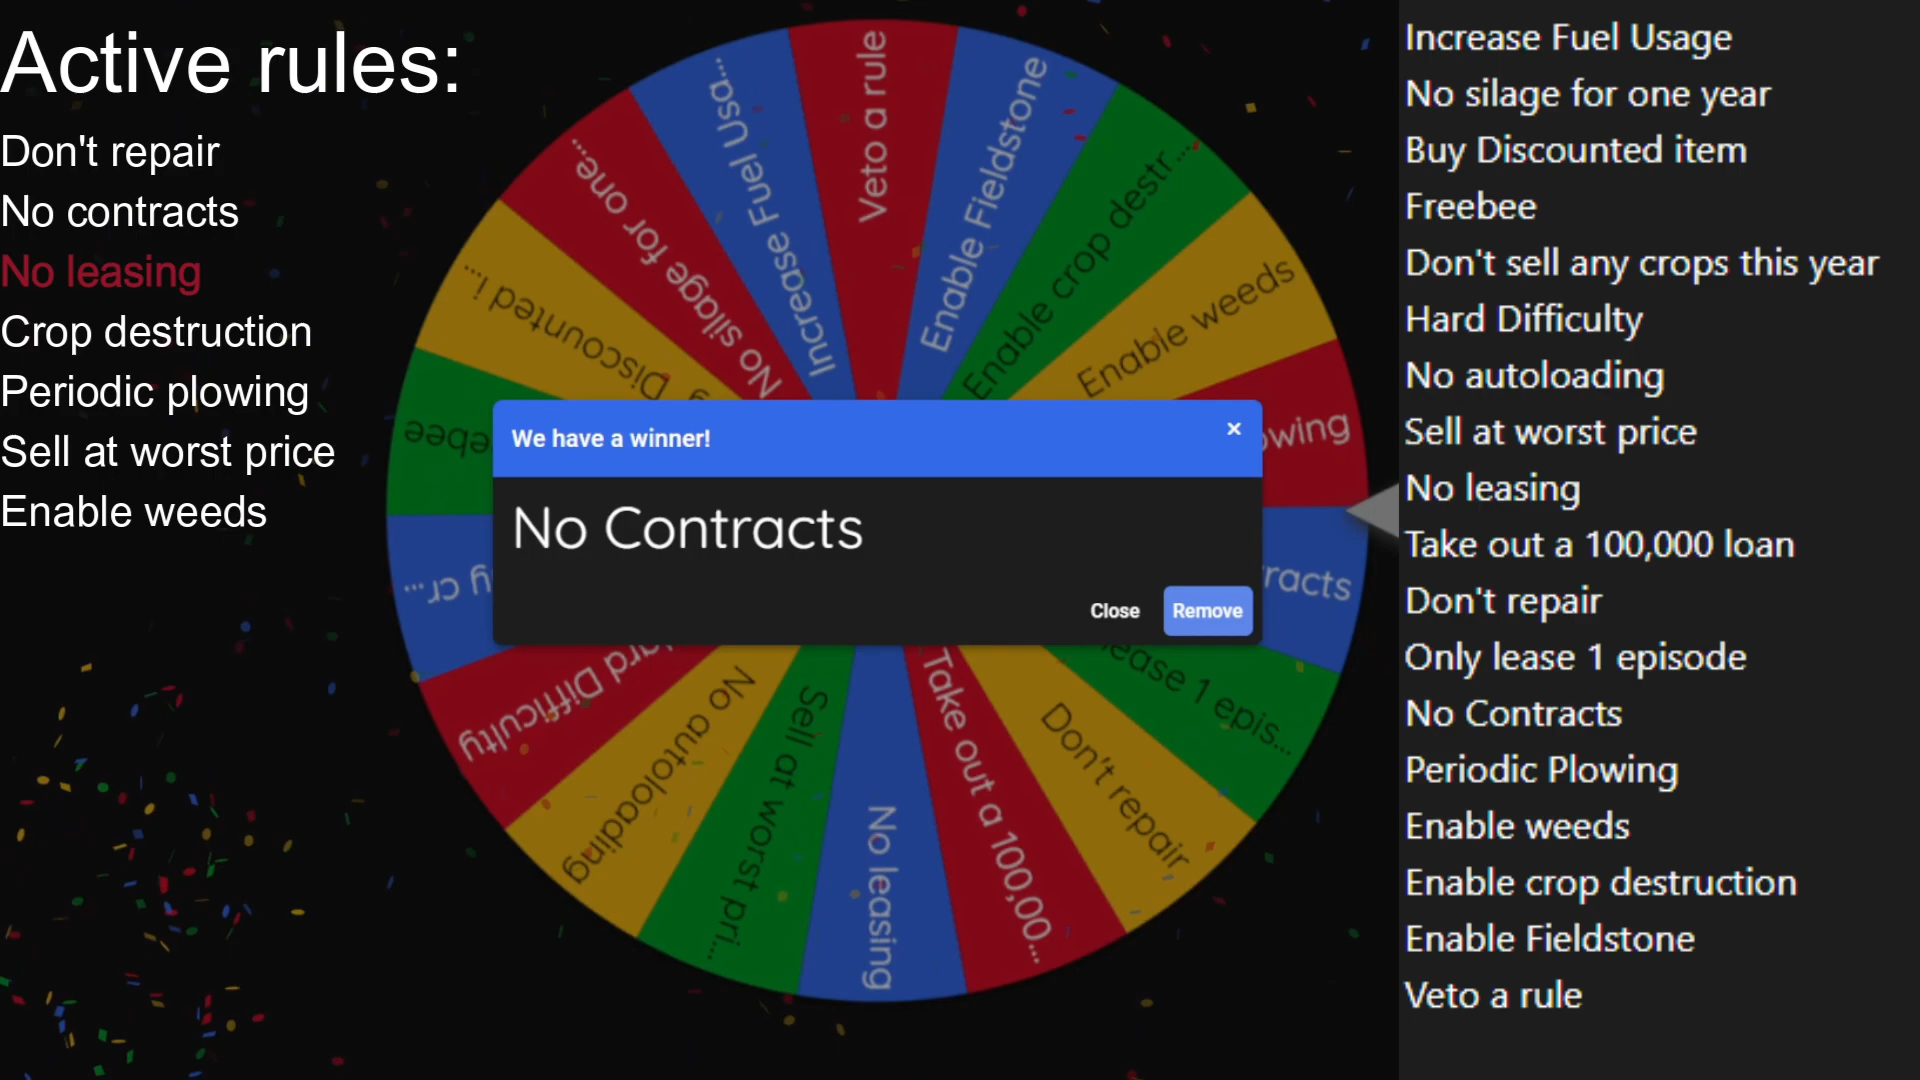 Active rules:
Don't repair
No contracts
No leasing
Crop destruction
Periodic plowing
Sell at worst price
Enable weeds
Veto a rule
Enable Fieldstone
Enable crop destr...
Enable weeds
owing
racts
ease 1 epis...
Don't repair
Take out a 100,00...
No leasing
Sell at worst pri...
No autoloading
ard Difficulty
y cr...
ebee
y Discounted i...
No silage for one...
Increase Fuel Usa...
We have a winner!
×
No Contracts
Close
Remove
Increase Fuel Usage
No silage for one year
Buy Discounted item
Freebee
Don't sell any crops this year
Hard Difficulty
No autoloading
Sell at worst price
No leasing
Take out a 100,000 loan
Don't repair
Only lease 1 episode
No Contracts
Periodic Plowing
Enable weeds
Enable crop destruction
Enable Fieldstone
Veto a rule